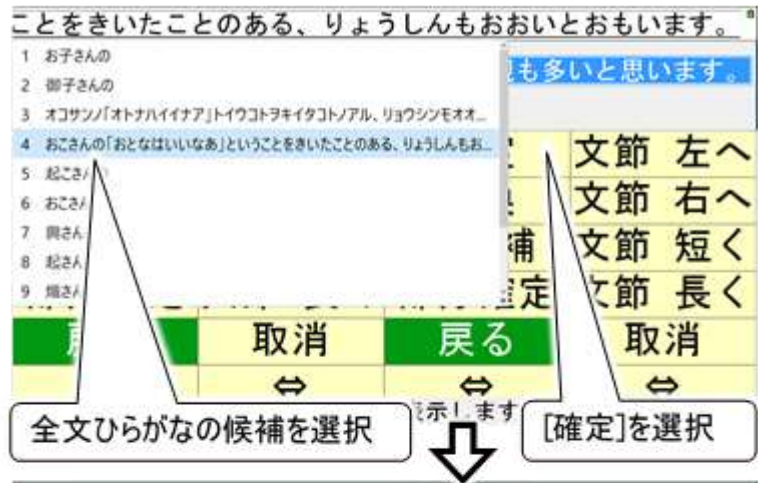 ことをきいたことのある、りょうしんもおおいとおもいます。
1 お子さんの
も多いと思います。
2 御子さんの
3 オコサンノ「オトナハイイナア」トイウコトヲキイタコトノアル、リョウシンモオオ...
4 おこさんの「おとなはいいなあ」ということをきいたことのある、りょうしんもお...
文節 左へ
5 起こさ
6 おこさ
文節 右へ
7 興さん
補 文節 短く
8 起さん
9
定 文節 長く
取消 戻る 取消
⇔ ⇔ ⇔
示します
全文ひらがなの候補を選択
[確定]を選択